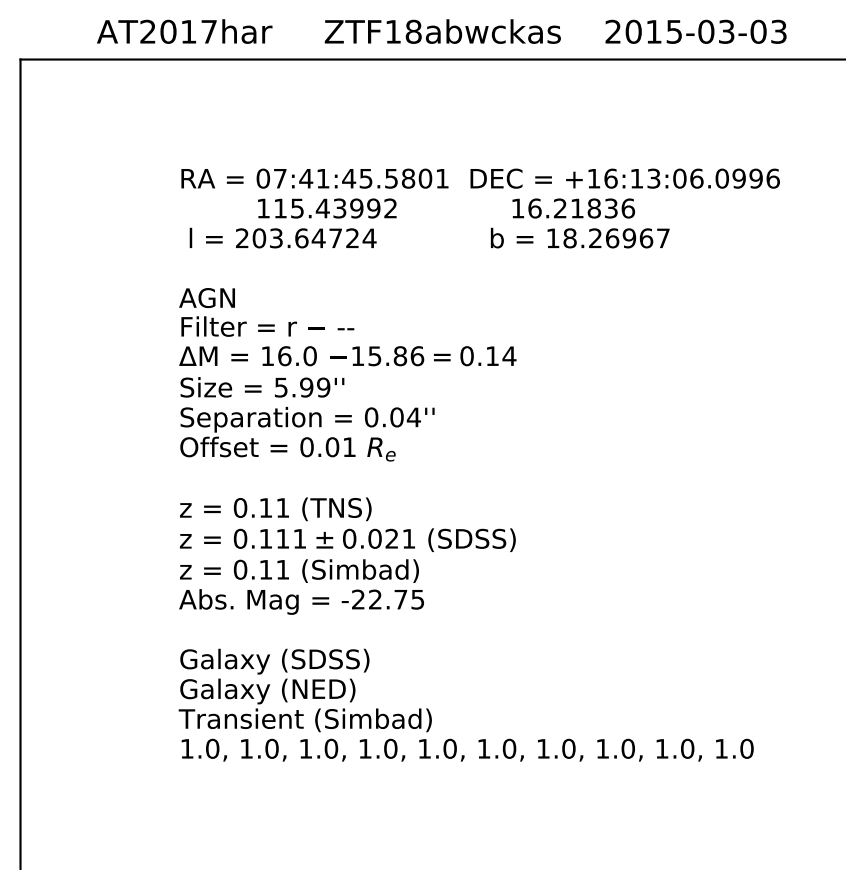 AT2017har ZTF18abwckas 2015-03-03
RA = 07:41:45.5801 DEC = +16:13:06.0996
115.43992 16.21836
l = 203.64724 b = 18.26967
AGN
Filter = r − --
ΔM = 16.0 −15.86 = 0.14
Size = 5.99''
Separation = 0.04''
Offset = 0.01 Rₑ
z = 0.11 (TNS)
z = 0.111 ± 0.021 (SDSS)
z = 0.11 (Simbad)
Abs. Mag = -22.75
Galaxy (SDSS)
Galaxy (NED)
Transient (Simbad)
1.0, 1.0, 1.0, 1.0, 1.0, 1.0, 1.0, 1.0, 1.0, 1.0